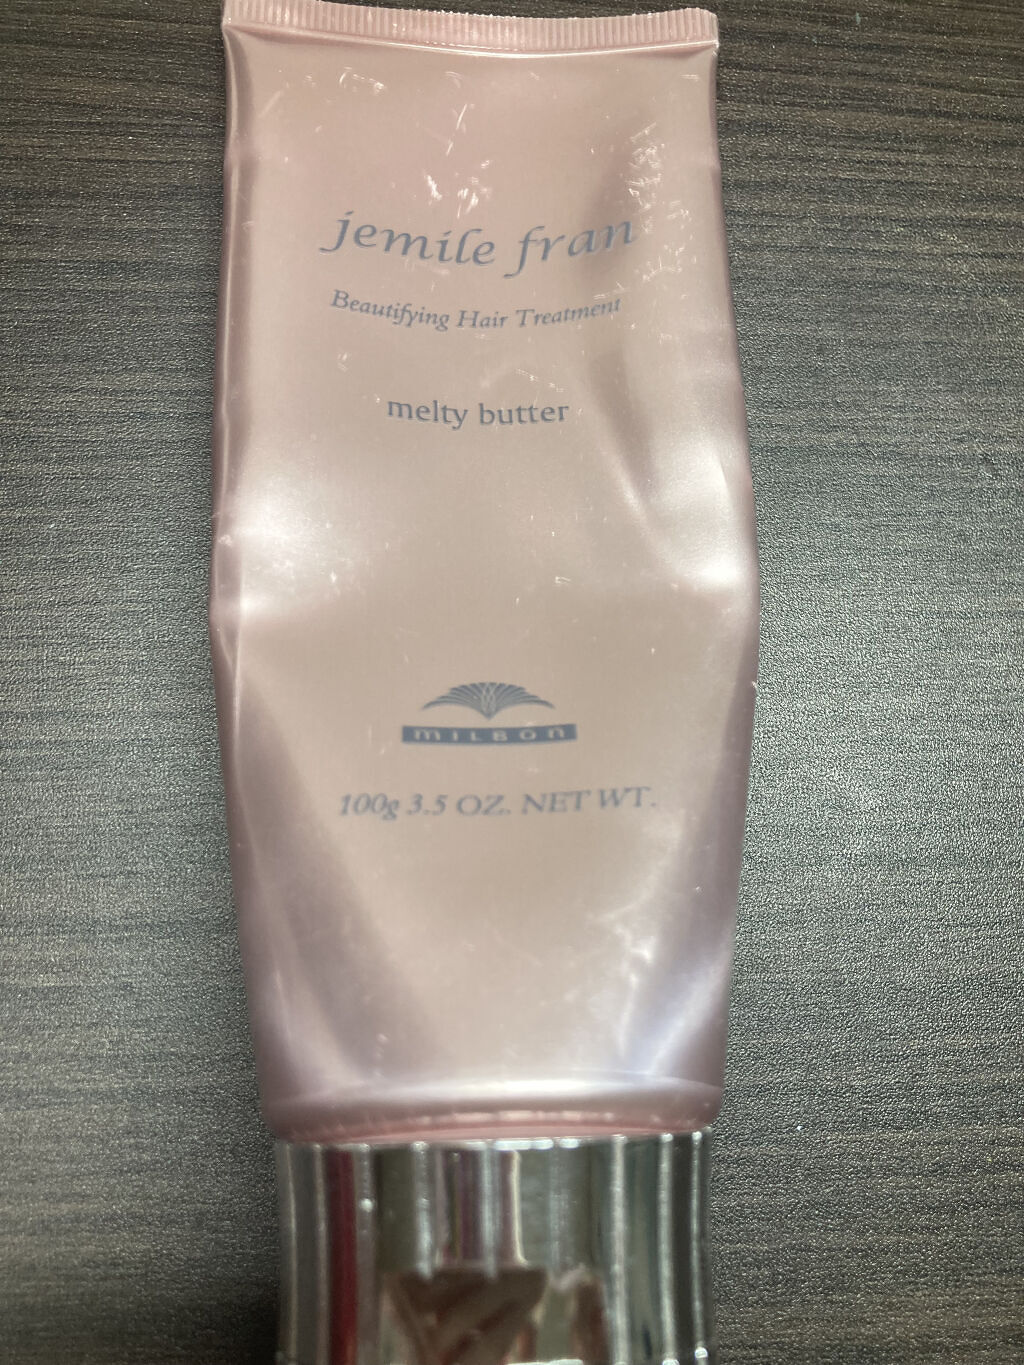 jemile fran
Beautifying Hair Treatment
melty butter
MILBON
100g 3.5 OZ. NET WT.